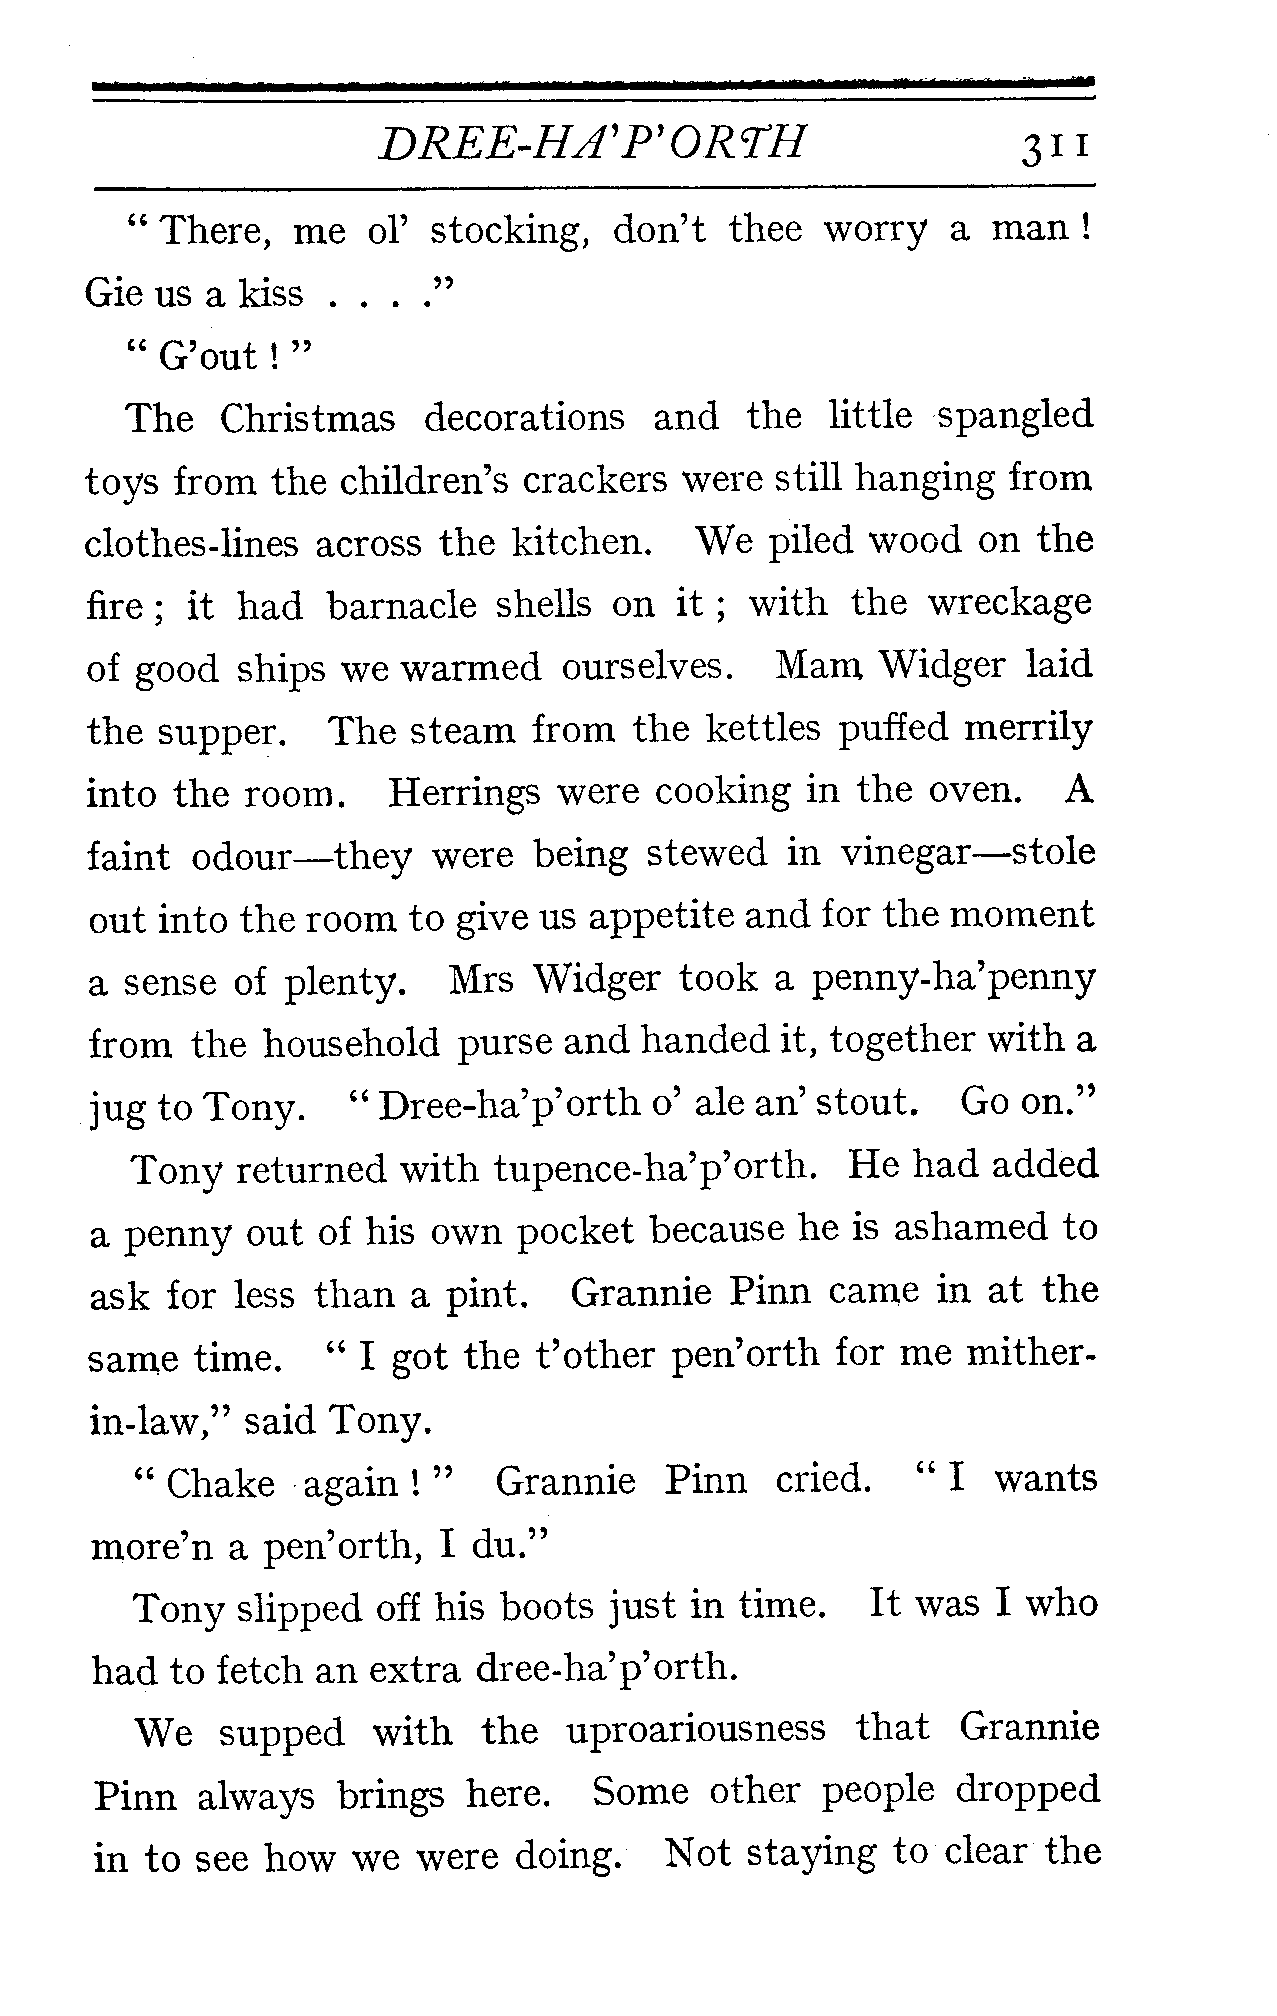 DREE-HA'P'ORTH 311
“ There, me ol’ stocking, don’t thee worry a man !
Gie us a kiss . . . .”
“ G’out ! ”
The Christmas decorations and the little spangled
toys from the children’s crackers were still hanging from
clothes-lines across the kitchen. We piled wood on the
fire ; it had barnacle shells on it ; with the wreckage
of good ships we warmed ourselves. Mam Widger laid
the supper. The steam from the kettles puffed merrily
into the room. Herrings were cooking in the oven. A
faint odour—they were being stewed in vinegar—stole
out into the room to give us appetite and for the moment
a sense of plenty. Mrs Widger took a penny-ha’penny
from the household purse and handed it, together with a
jug to Tony. “ Dree-ha’p’orth o’ ale an’ stout. Go on.”
Tony returned with tupence-ha’p’orth. He had added
a penny out of his own pocket because he is ashamed to
ask for less than a pint. Grannie Pinn came in at the
same time. “ I got the t’other pen’orth for me mither-
in-law,” said Tony.
“ Chake again ! ” Grannie Pinn cried. “ I wants
more’n a pen’orth, I du.”
Tony slipped off his boots just in time. It was I who
had to fetch an extra dree-ha’p’orth.
We supped with the uproariousness that Grannie
Pinn always brings here. Some other people dropped
in to see how we were doing. Not staying to clear the